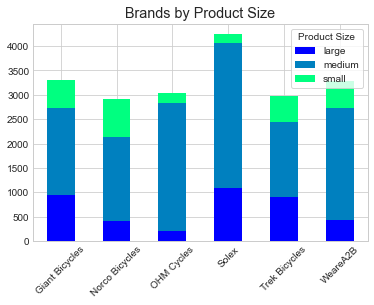 Brands by Product Size
Product Size
large
medium
small
4000
3500
3000
2500
2000
1500
1000
500
0
Giant Bicycles
Norco Bicycles
OHM Cycles
Solex
Trek Bicycles
WeareA2B